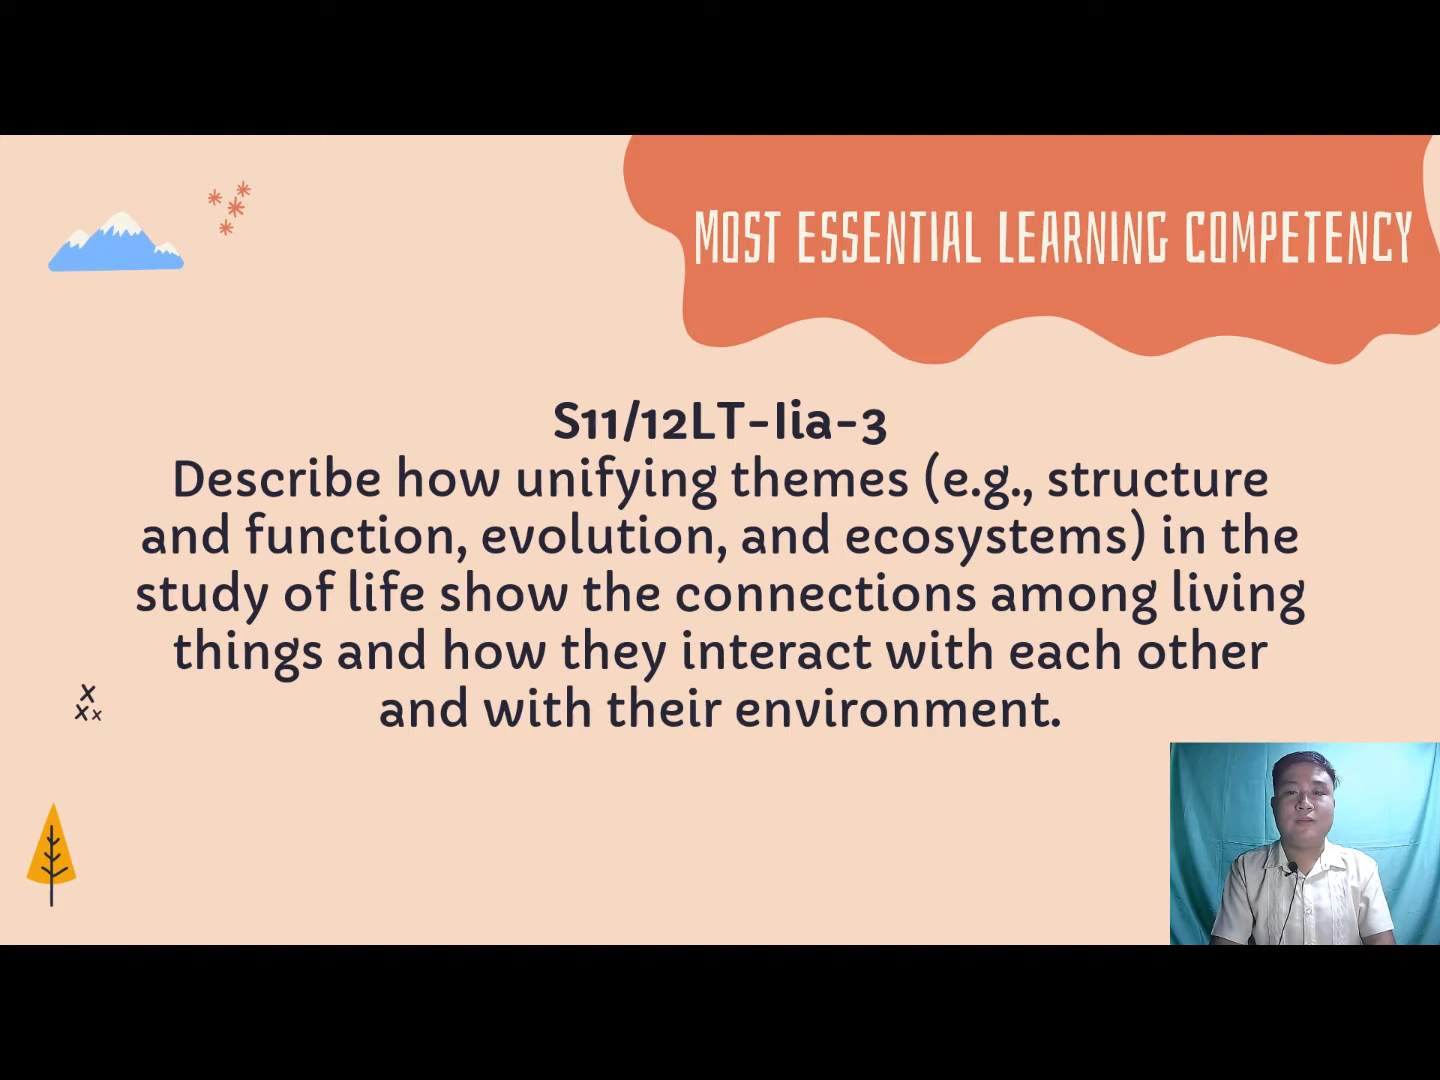 MOST ESSENTIAL LEARNING COMPETENCY
S11/12LT-Iia-3
Describe how unifying themes (e.g., structure
and function, evolution, and ecosystems) in the
study of life show the connections among living
things and how they interact with each other
and with their environment.